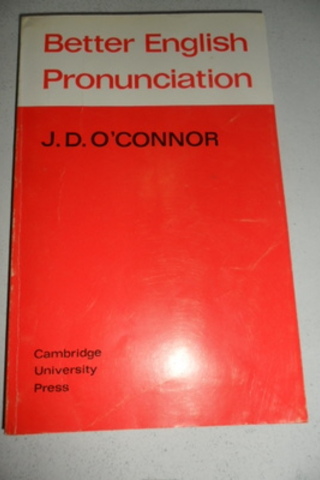 Better English
Pronunciation
J. D. O'CONNOR
Cambridge
University
Press